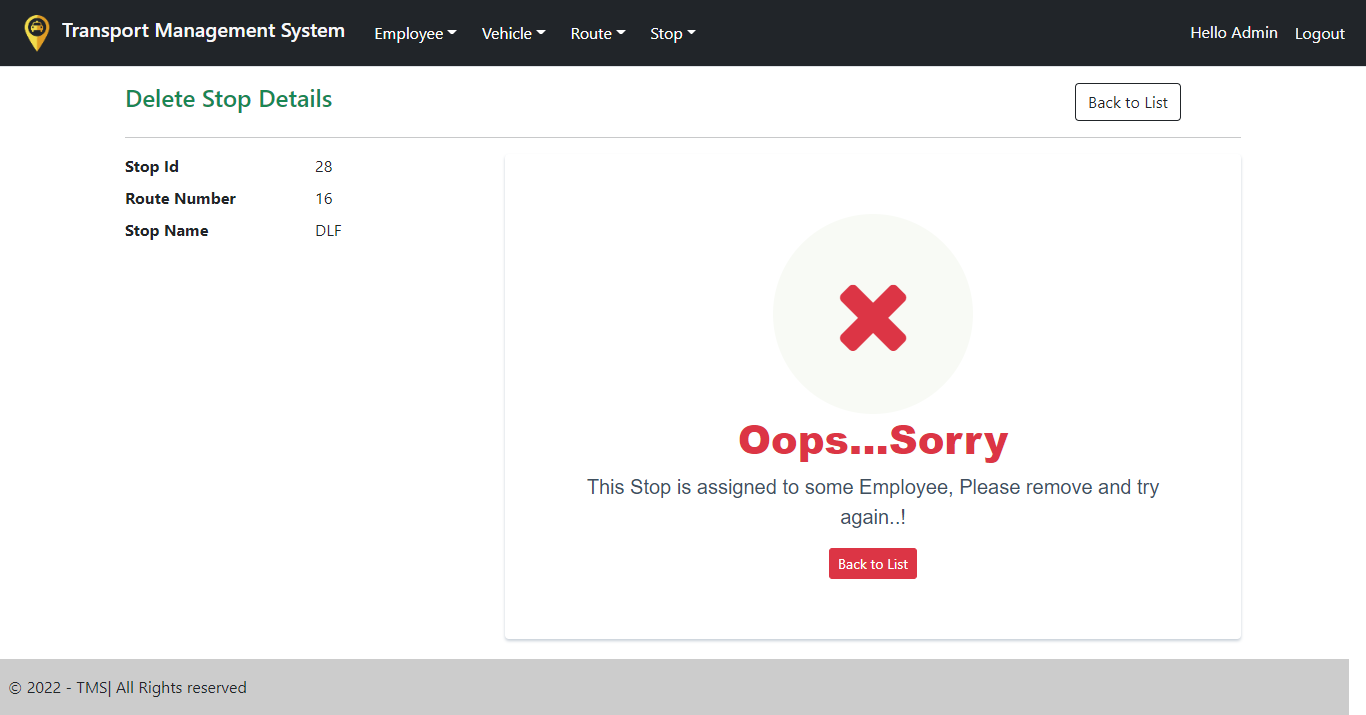 Transport Management System Employee Vehicle Route Stop Hello Admin Logout
Delete Stop Details Back to List
Stop Id 28
Route Number 16
Stop Name DLF
Oops...Sorry
This Stop is assigned to some Employee, Please remove and try
again..!
Back to List
© 2022 - TMS| All Rights reserved